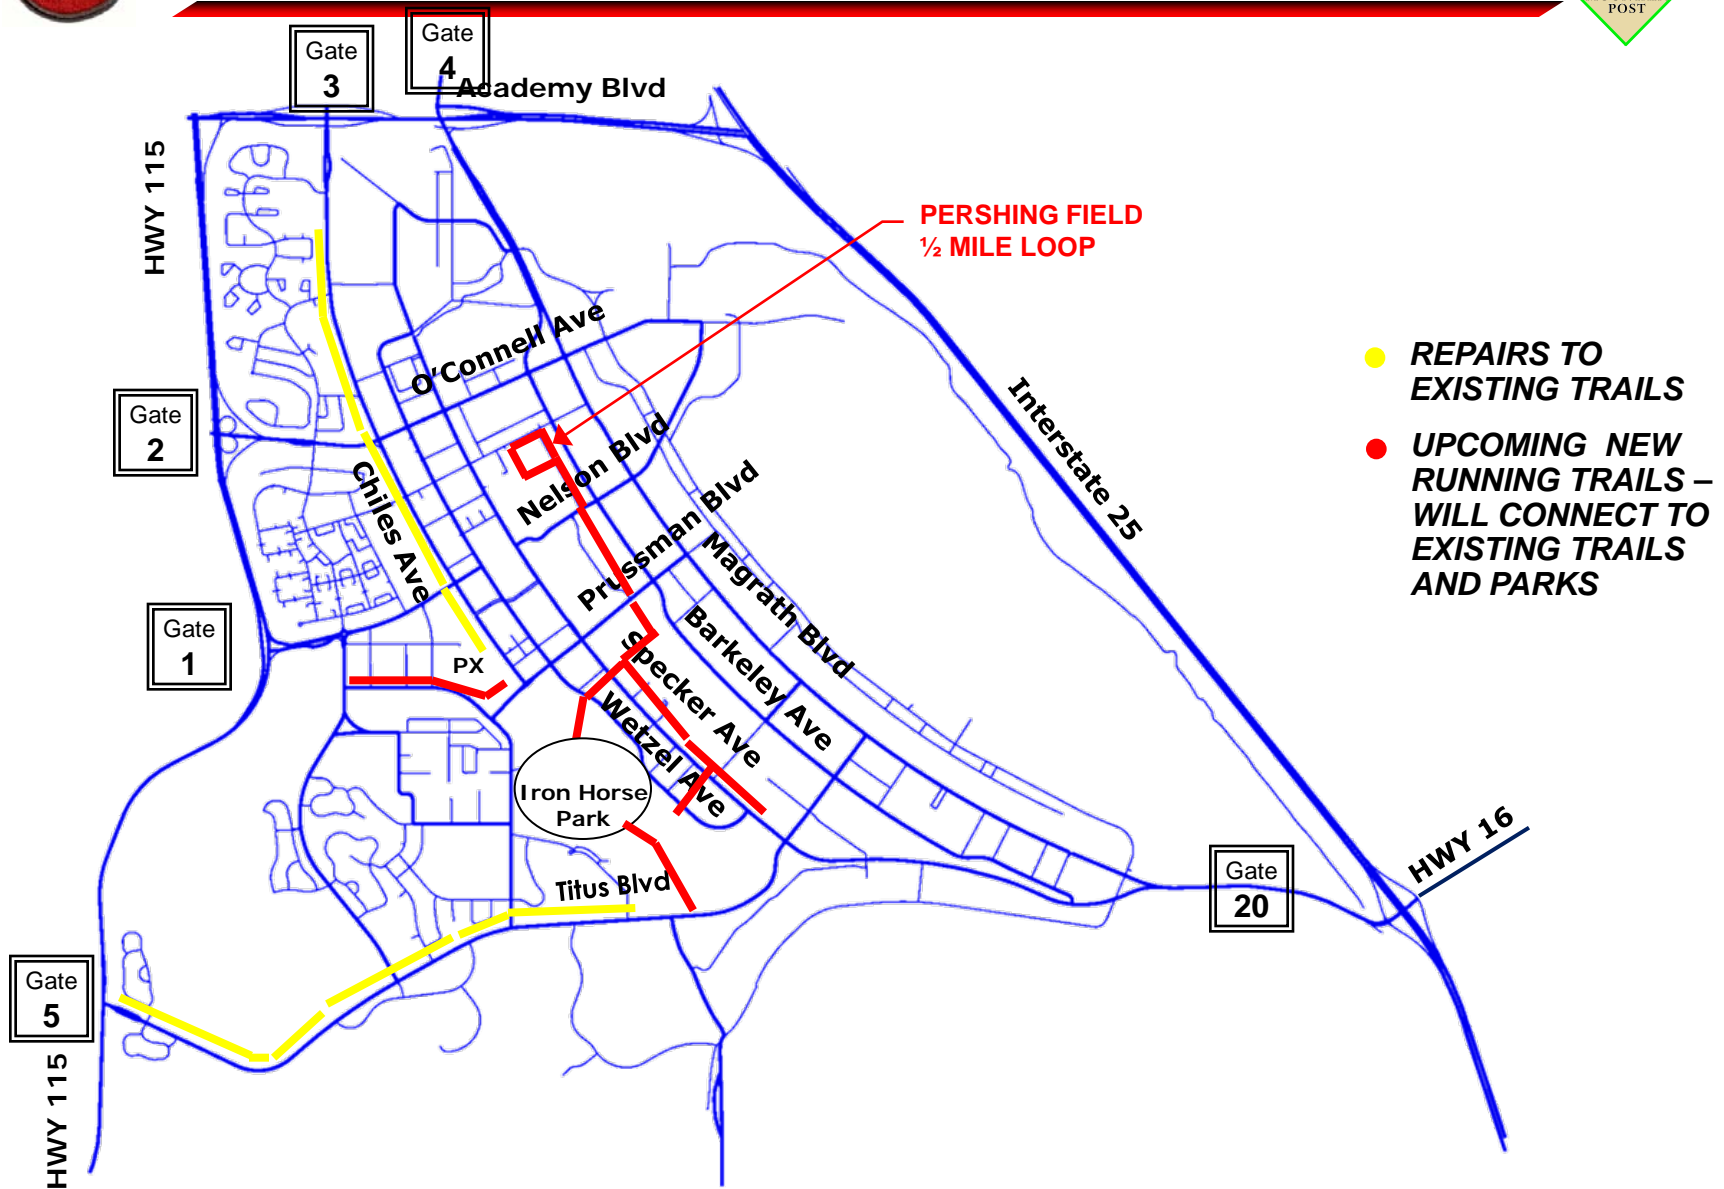 POST
Gate
3
Gate
4
Academy Blvd
HWY 115
PERSHING FIELD
½ MILE LOOP
O'Connell Ave
REPAIRS TO
EXISTING TRAILS
Gate
2
Interstate 25
UPCOMING NEW
RUNNING TRAILS –
WILL CONNECT TO
EXISTING TRAILS
AND PARKS
Nelson Blvd
Chiles Ave
Prussman Blvd
Magrath Blvd
Gate
1
PX
Barkeley Ave
Specker Ave
Wetzel Ave
Iron Horse
Park
HWY 16
Titus Blvd
Gate
20
Gate
5
HWY 115